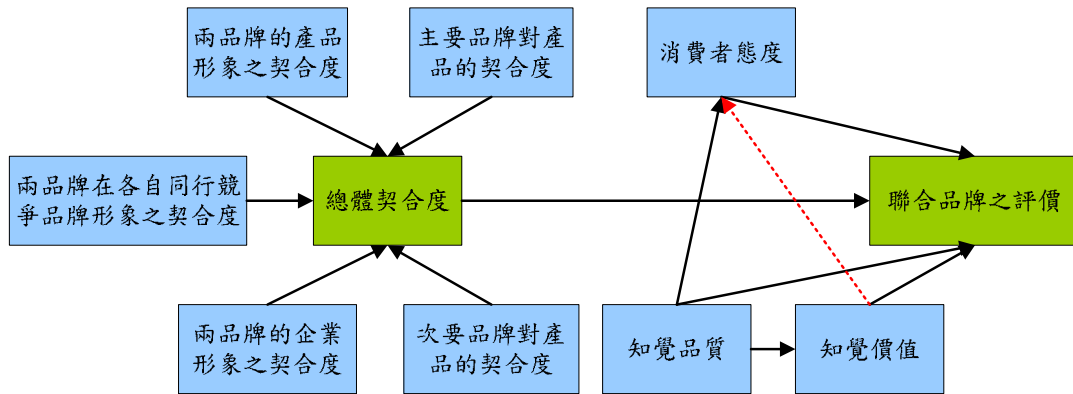 兩品牌的產品
形象之契合度
主要品牌對產
品的契合度
消費者態度
兩品牌在各自同行競
爭品牌形象之契合度
總體契合度
聯合品牌之評價
兩品牌的企業
形象之契合度
次要品牌對產
品的契合度
知覺品質
知覺價值